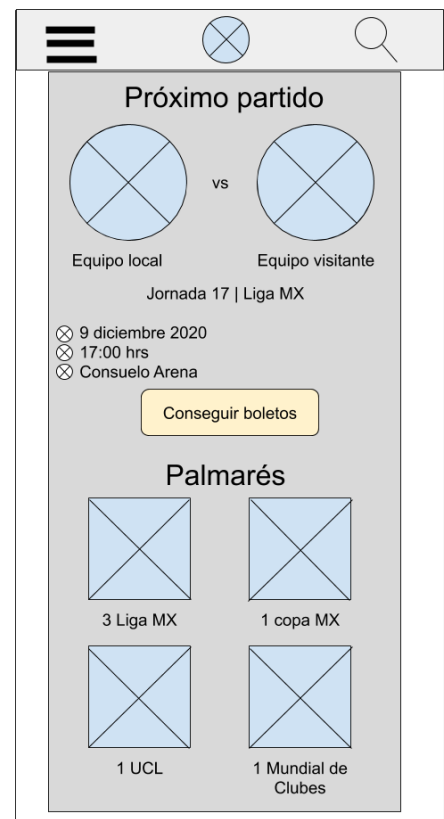 Próximo partido
vs
Equipo local
Equipo visitante
Jornada 17 | Liga MX
9 diciembre 2020
17:00 hrs
Consuelo Arena
Conseguir boletos
Palmarés
3 Liga MX
1 copa MX
1 UCL
1 Mundial de
Clubes